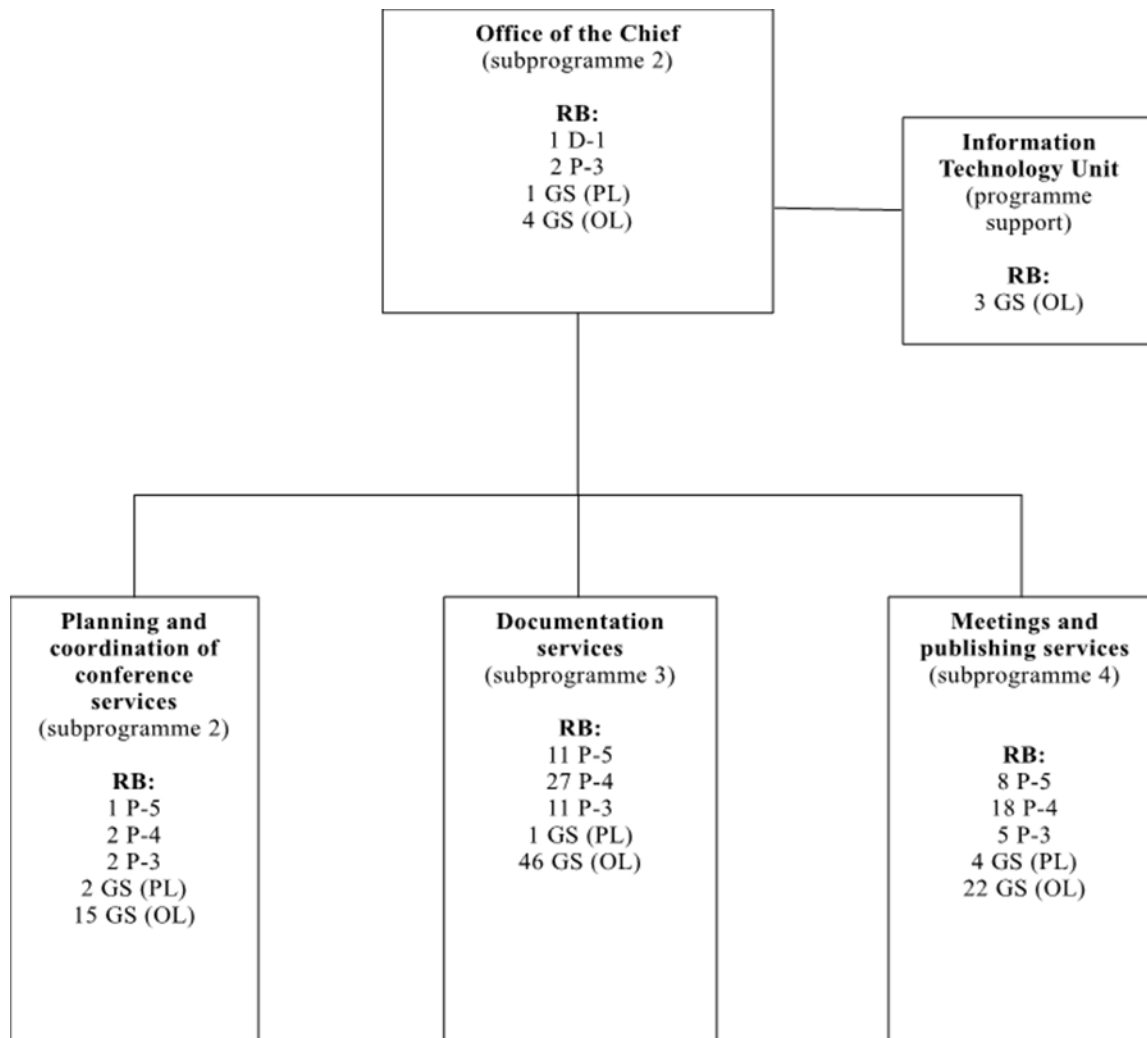 Office of the Chief
(subprogramme 2)
RB:
1 D-1
2 P-3
1 GS (PL)
4 GS (OL)
Information
Technology Unit
(programme
support)
RB:
3 GS (OL)
Planning and
coordination of
conference
services
(subprogramme 2)
RB:
1 P-5
2 P-4
2 P-3
2 GS (PL)
15 GS (OL)
Documentation
services
(subprogramme 3)
RB:
11 P-5
27 P-4
11 P-3
1 GS (PL)
46 GS (OL)
Meetings and
publishing services
(subprogramme 4)
RB:
8 P-5
18 P-4
5 P-3
4 GS (PL)
22 GS (OL)